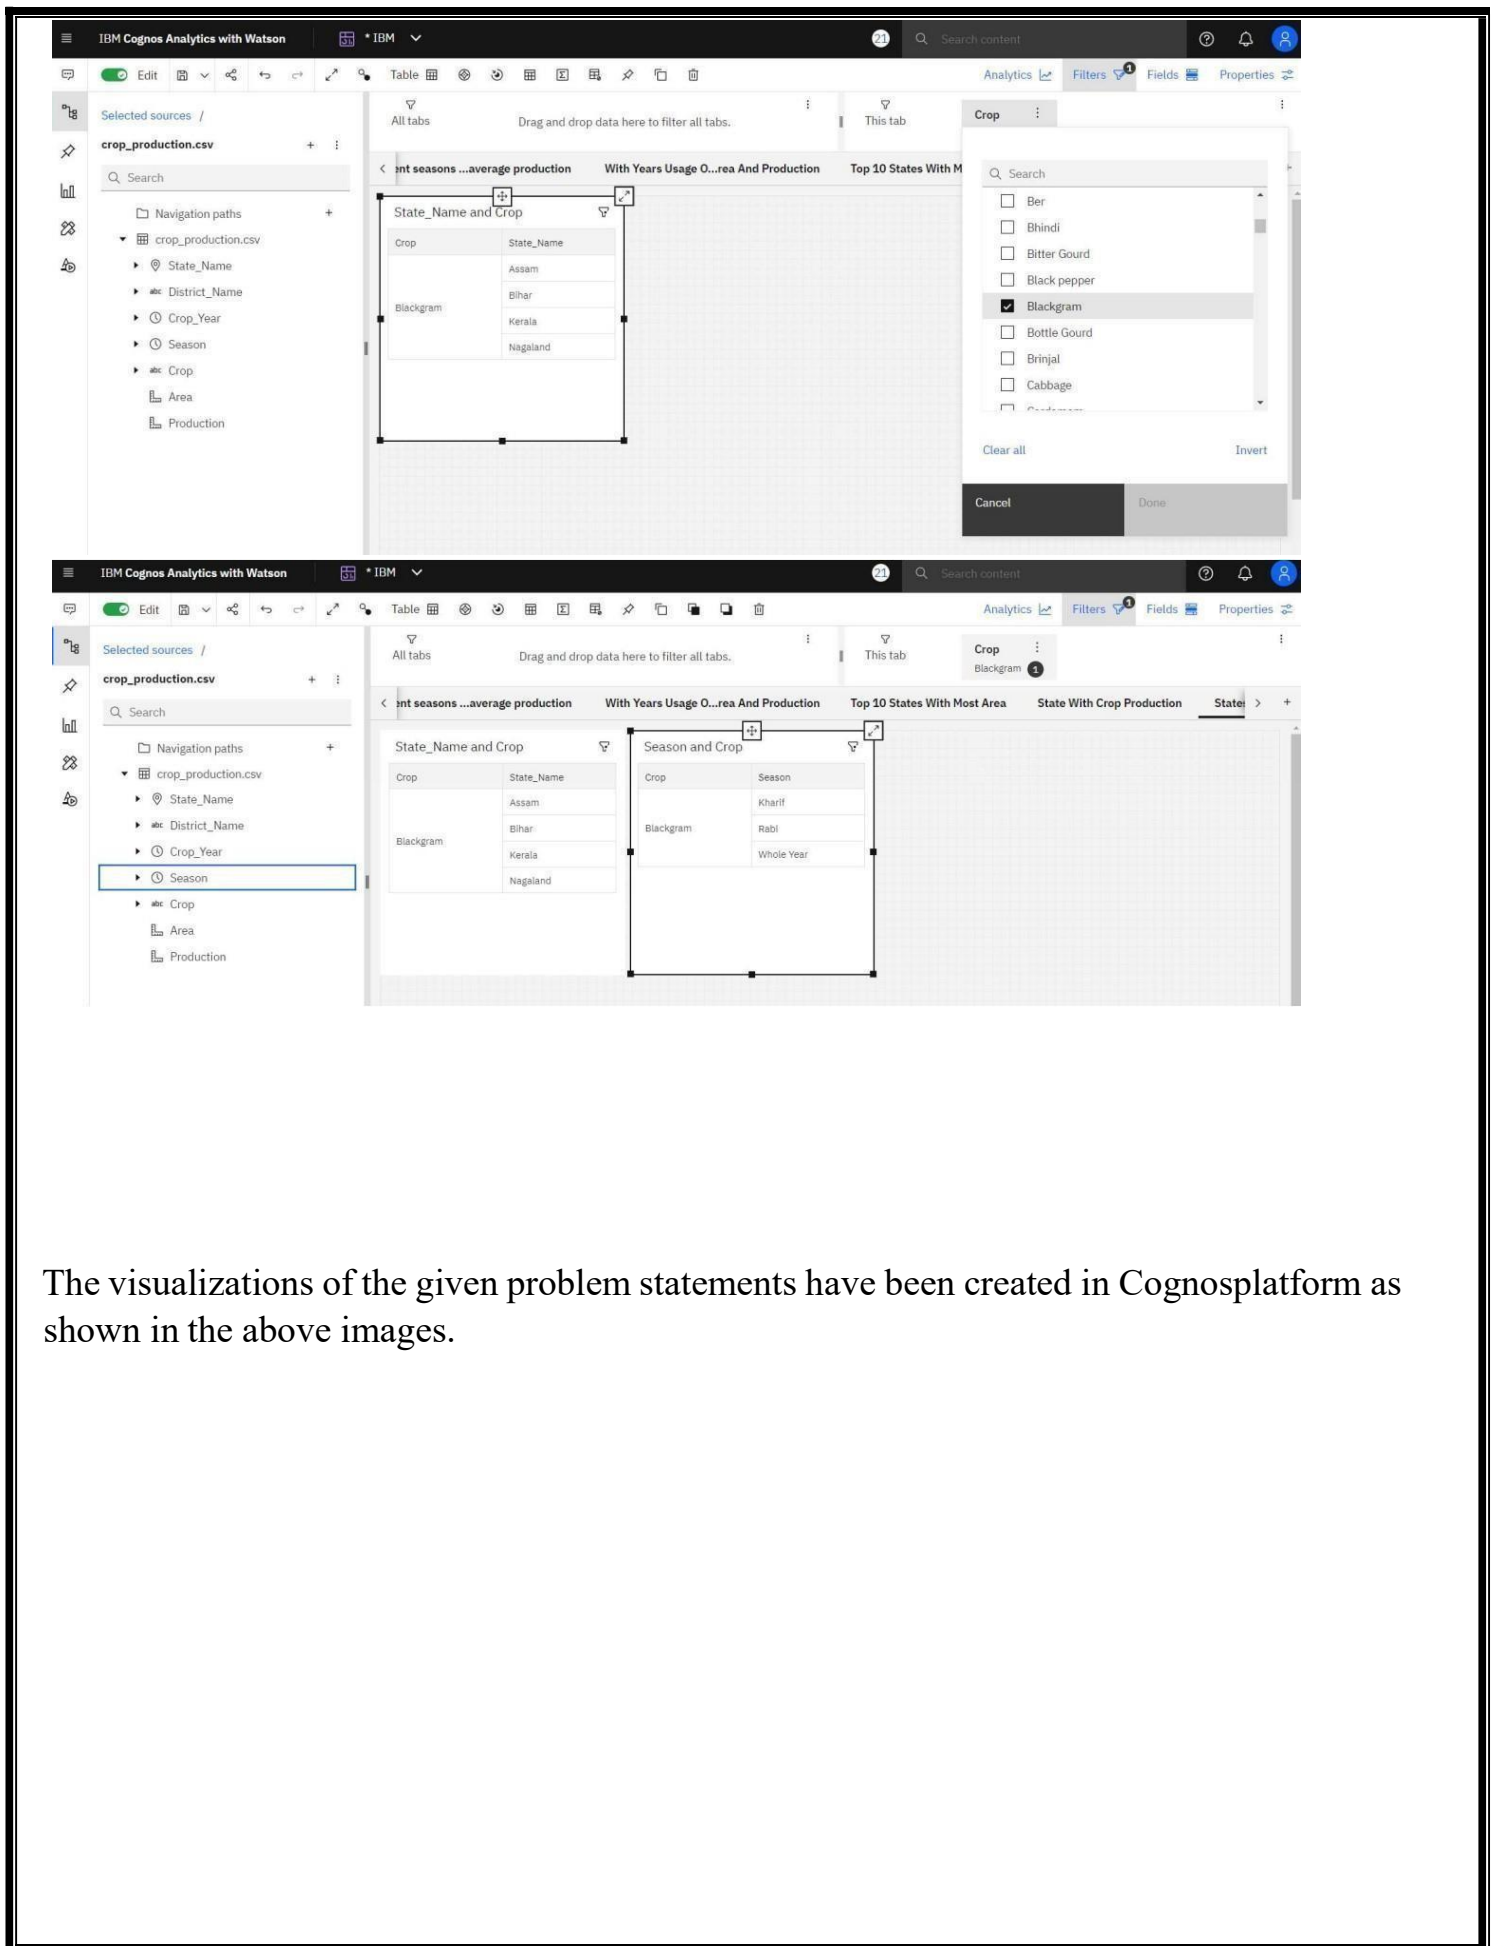 IBM Cognos Analytics with Watson
* IBM
21
Search content
Edit
Table
Analytics
Filters
1
Fields
Properties
Selected sources /
All tabs
Drag and drop data here to filter all tabs.
This tab
Crop
crop_production.csv
ent seasons ...average production
With Years Usage O...rea And Production
Top 10 States With M
Search
Search
Navigation paths
crop_production.csv
State_Name
abc District_Name
Crop_Year
Season
abc Crop
Area
Production
State_Name and Crop
Crop State_Name
Blackgram
Assam
Bihar
Kerala
Nagaland
Ber
Bhindi
Bitter Gourd
Black pepper
Blackgram
Bottle Gourd
Brinjal
Cabbage
Clear all
Invert
Cancel
Done
IBM Cognos Analytics with Watson
* IBM
21
Search content
Edit
Table
Analytics
Filters
1
Fields
Properties
Selected sources /
All tabs
Drag and drop data here to filter all tabs.
This tab
Crop
Blackgram 1
crop_production.csv
ent seasons ...average production
With Years Usage O...rea And Production
Top 10 States With Most Area
State With Crop Production
State
Search
Navigation paths
crop_production.csv
State_Name
abc District_Name
Crop_Year
Season
abc Crop
Area
Production
State_Name and Crop
Crop State_Name
Blackgram
Assam
Bihar
Kerala
Nagaland
Season and Crop
Crop Season
Blackgram
Kharif
Rabi
Whole Year
The visualizations of the given problem statements have been created in Cognosplatform as
shown in the above images.